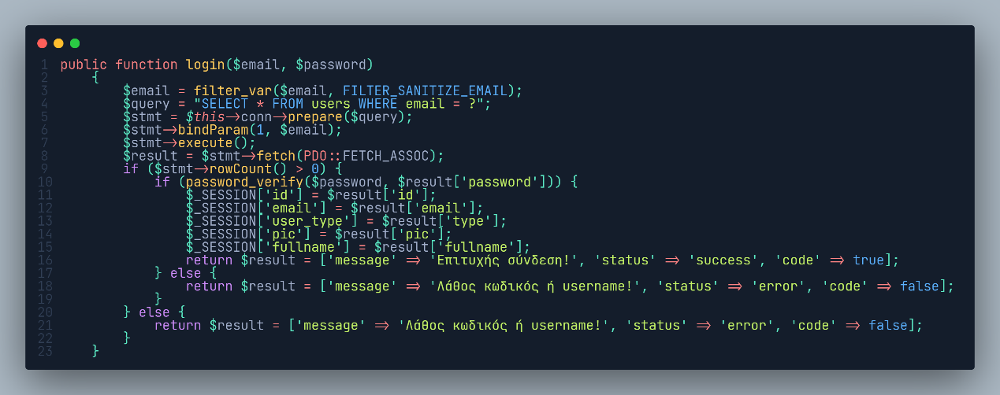 1 public function login($email, $password)
2 {
3 $email = filter_var($email, FILTER_SANITIZE_EMAIL);
4 $query = "SELECT * FROM users WHERE email = ?";
5 $stmt = $this->conn->prepare($query);
6 $stmt->bindParam(1, $email);
7 $stmt->execute();
8 $result = $stmt->fetch(PDO::FETCH_ASSOC);
9 if ($stmt->rowCount() > 0) {
10 if (password_verify($password, $result['password'])) {
11 $_SESSION['id'] = $result['id'];
12 $_SESSION['email'] = $result['email'];
13 $_SESSION['user_type'] = $result['type'];
14 $_SESSION['pic'] = $result['pic'];
15 $_SESSION['fullname'] = $result['fullname'];
16 return $result = ['message' => 'Επιτυχής σύνδεση!', 'status' => 'success', 'code' => true];
17 } else {
18 return $result = ['message' => 'Λάθος κωδικός ή username!', 'status' => 'error', 'code' => false];
19 }
20 } else {
21 return $result = ['message' => 'Λάθος κωδικός ή username!', 'status' => 'error', 'code' => false];
22 }
23 }